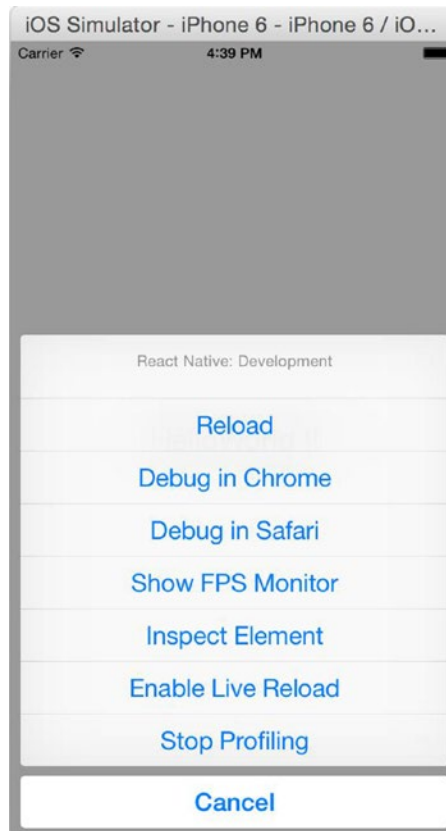 iOS Simulator - iPhone 6 - iPhone 6 / iO...
Carrier 4:39 PM
React Native: Development
Reload
Debug in Chrome
Debug in Safari
Show FPS Monitor
Inspect Element
Enable Live Reload
Stop Profiling
Cancel